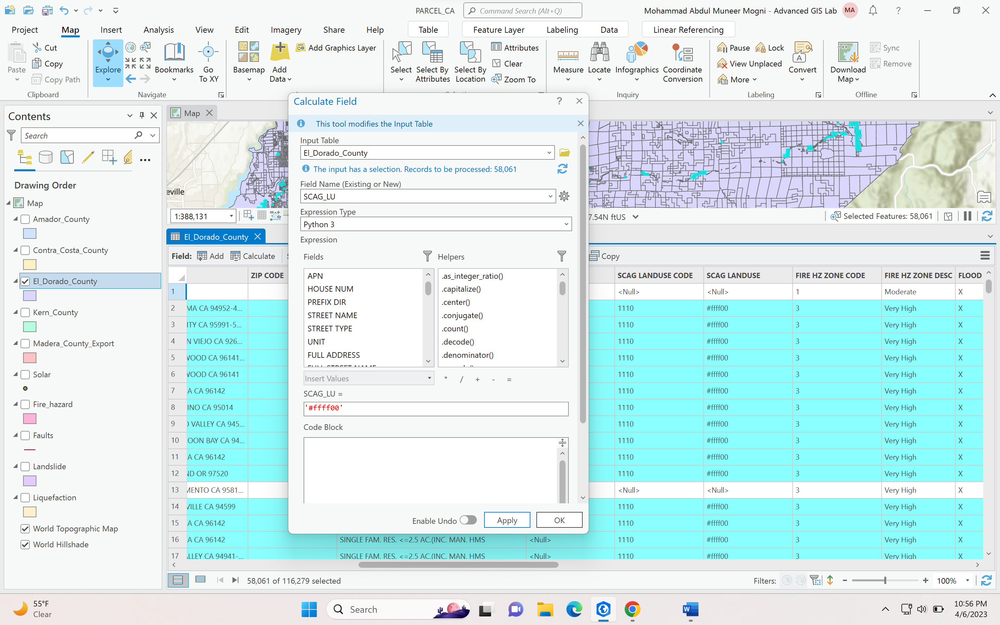 PARCEL_CA
Command Search (Alt+Q)
Mohammad Abdul Muneer Mogni - Advanced GIS Lab
MA
?
Project
Map
Insert
Analysis
View
Edit
Imagery
Share
Help
Table
Feature Layer
Labeling
Data
Linear Referencing
Paste
Cut
Copy
Copy Path
Clipboard
Explore
Bookmarks
Go To XY
Navigate
Basemap
Add Data
Add Graphics Layer
Select
Select By Attributes
Select By Location
Attributes
Clear
Zoom To
Measure
Locate
Infographics
Coordinate Conversion
Inquiry
Pause
Lock
View Unplaced
More
Convert
Labeling
Download Map
Sync
Remove
Offline
Contents
Search
Drawing Order
Map
Amador_County
Contra_Costa_County
El_Dorado_County
Kern_County
Madera_County_Export
Solar
Fire_hazard
Faults
Landslide
Liquefaction
World Topographic Map
World Hillshade
Map
eville
1:388,131
7.54N ftUS
Selected Features: 58,061
El_Dorado_County
Field:
Add
Calculate
Copy
Calculate Field
?
This tool modifies the Input Table
Input Table
El_Dorado_County
The input has a selection. Records to be processed: 58,061
Field Name (Existing or New)
SCAG_LU
Expression Type
Python 3
Expression
Fields
Helpers
APN
HOUSE NUM
PREFIX DIR
STREET NAME
STREET TYPE
UNIT
FULL ADDRESS
.as_integer_ratio()
.capitalize()
.center()
.conjugate()
.count()
.decode()
.denominator()
Insert Values
* / + - =
SCAG_LU =
'#ffff00'
Code Block
Enable Undo
Apply
OK
ZIP CODE SCAG LANDUSE CODE SCAG LANDUSE FIRE HZ ZONE CODE FIRE HZ ZONE DESC FLOOD
1 <Null> <Null> 1 Moderate X
2 MA CA 94952-4... 1110 #ffff00 3 Very High X
3 ITY CA 95991-5... 1110 #ffff00 3 Very High X
4 N VIEJO CA 926... 1110 #ffff00 3 Very High X
5 WOOD CA 96141... 1110 #ffff00 3 Very High X
6 WOOD CA 96141 1110 #ffff00 3 Very High X
7 A CA 96142 1110 #ffff00 3 Very High X
8 INO CA 95014 1110 #ffff00 3 Very High X
9 VALLEY CA 945... 1110 #ffff00 3 Very High X
10 OON BAY CA 94... 1110 #ffff00 3 Very High X
11 A CA 96142 1110 #ffff00 3 Very High X
12 ND OR 97520 1110 #ffff00 3 Very High X
13 MENTO CA 9581... <Null> <Null> 3 Very High X
14 VILLE CA 94599 1110 #ffff00 3 Very High X
15 A CA 96142 1110 #ffff00 3 Very High X
16 A CA 96142 SINGLE FAM. RES. <=2.5 AC.(INC. MAN. HMS <Null> 1110 #ffff00 3 Very High X
17 ALLEY CA 94941-... SINGLE FAM. RES. <=2.5 AC.(INC. MAN. HMS <Null> 1110 #ffff00 3 Very High X
58,061 of 116,279 selected
Filters:
- + 100%
55°F
Clear
Search
10:56 PM
4/6/2023